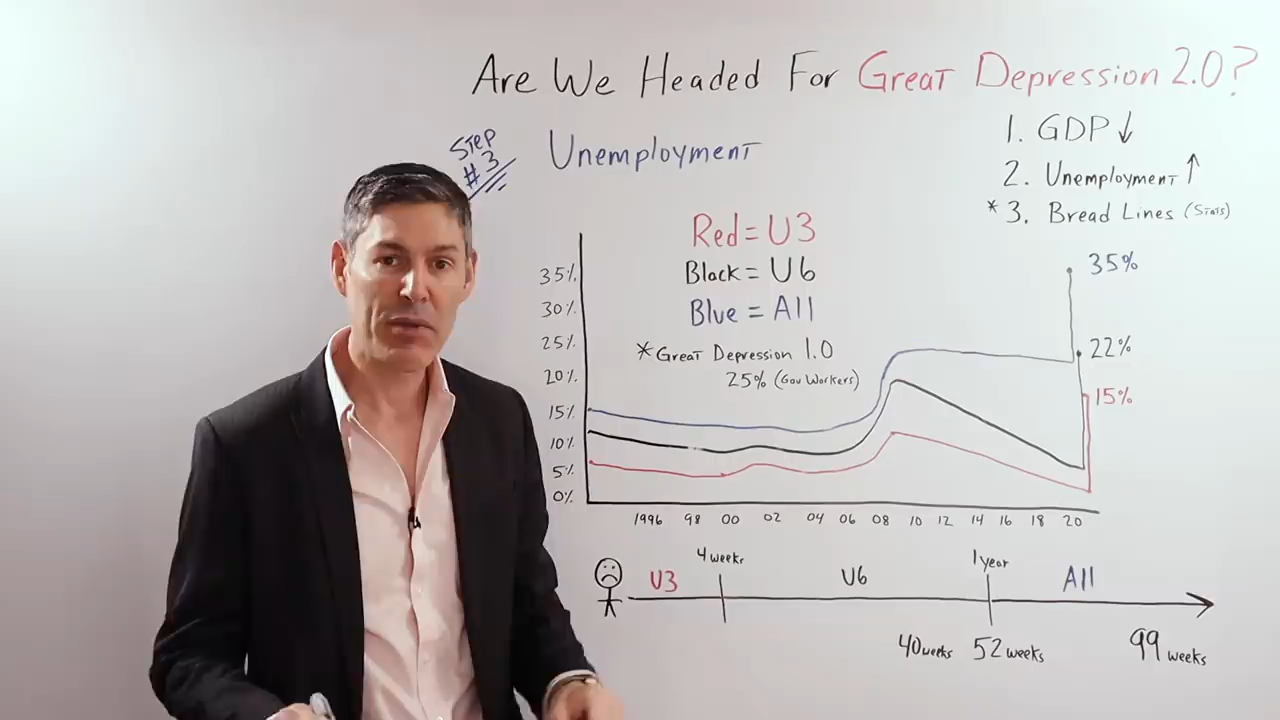 Are We Headed For Great Depression 2.0?
Step
#3
Unemployment
1. GDP↓
2. Unemployment↑
* 3. Bread Lines (Stats)
Red = U3
Black = U6
Blue = All
*Great Depression 1.0
25% (Gov Workers)
35%
30%
25%
20%
15%
10%
5%
0%
35%
22%
15%
1996 98 00 02 04 06 08 10 12 14 16 18 20
4 weeks
1 year
U3
U6
All
40 weeks
52 weeks
99 weeks